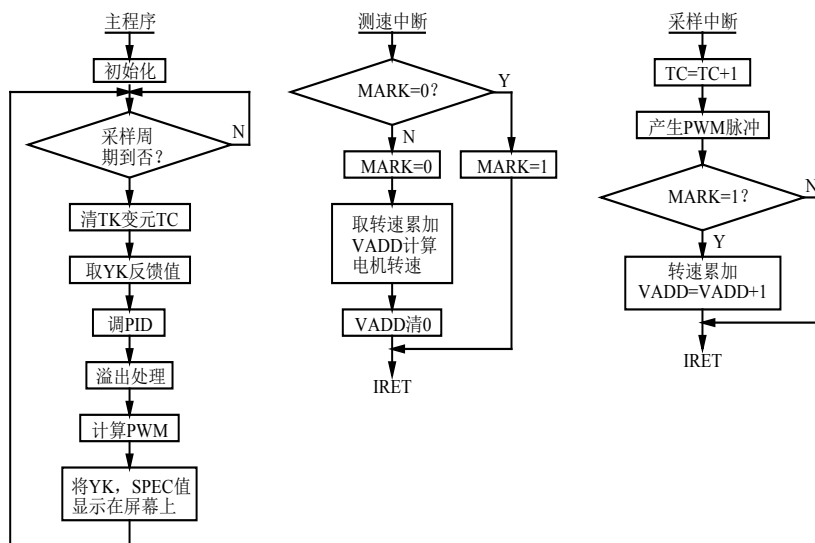 主程序
初始化
采样周
期到否？
N
清TK变元TC
取YK反馈值
调PID
溢出处理
计算PWM
将YK，SPEC值
显示在屏幕上
测速中断
MARK=0？
Y
N
MARK=0
MARK=1
取转速累加
VADD计算
电机转速
VADD清0
IRET
采样中断
TC=TC+1
产生PWM脉冲
MARK=1？
N
Y
转速累加
VADD=VADD+1
IRET